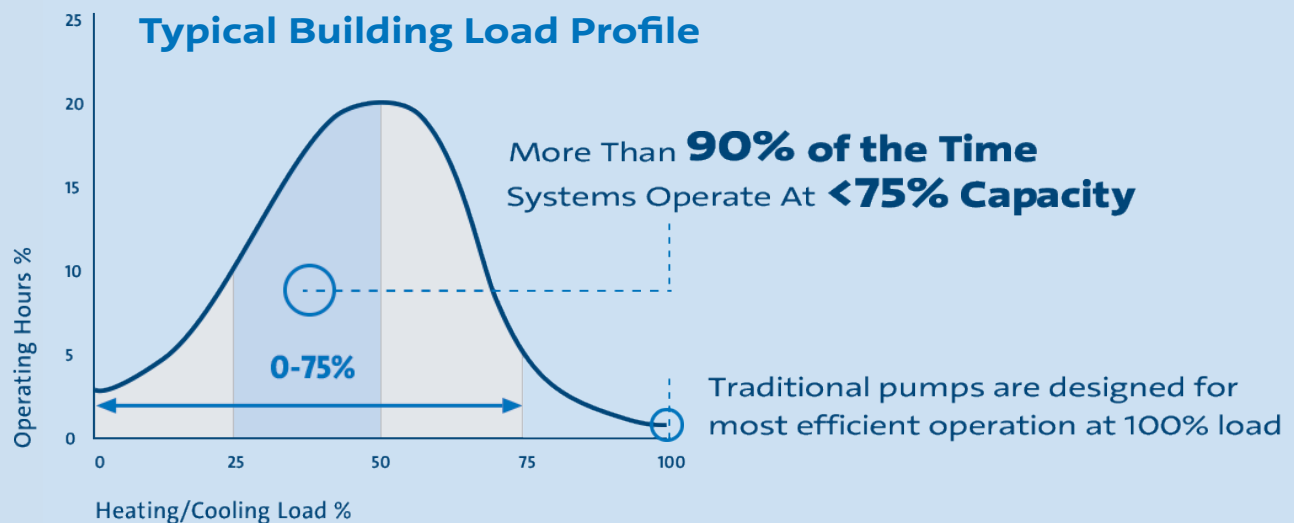 Typical Building Load Profile
25
20
15
10
5
0
Operating Hours %
More Than 90% of the Time
Systems Operate At <75% Capacity
0-75%
Traditional pumps are designed for
most efficient operation at 100% load
0 25 50 75 100
Heating/Cooling Load %